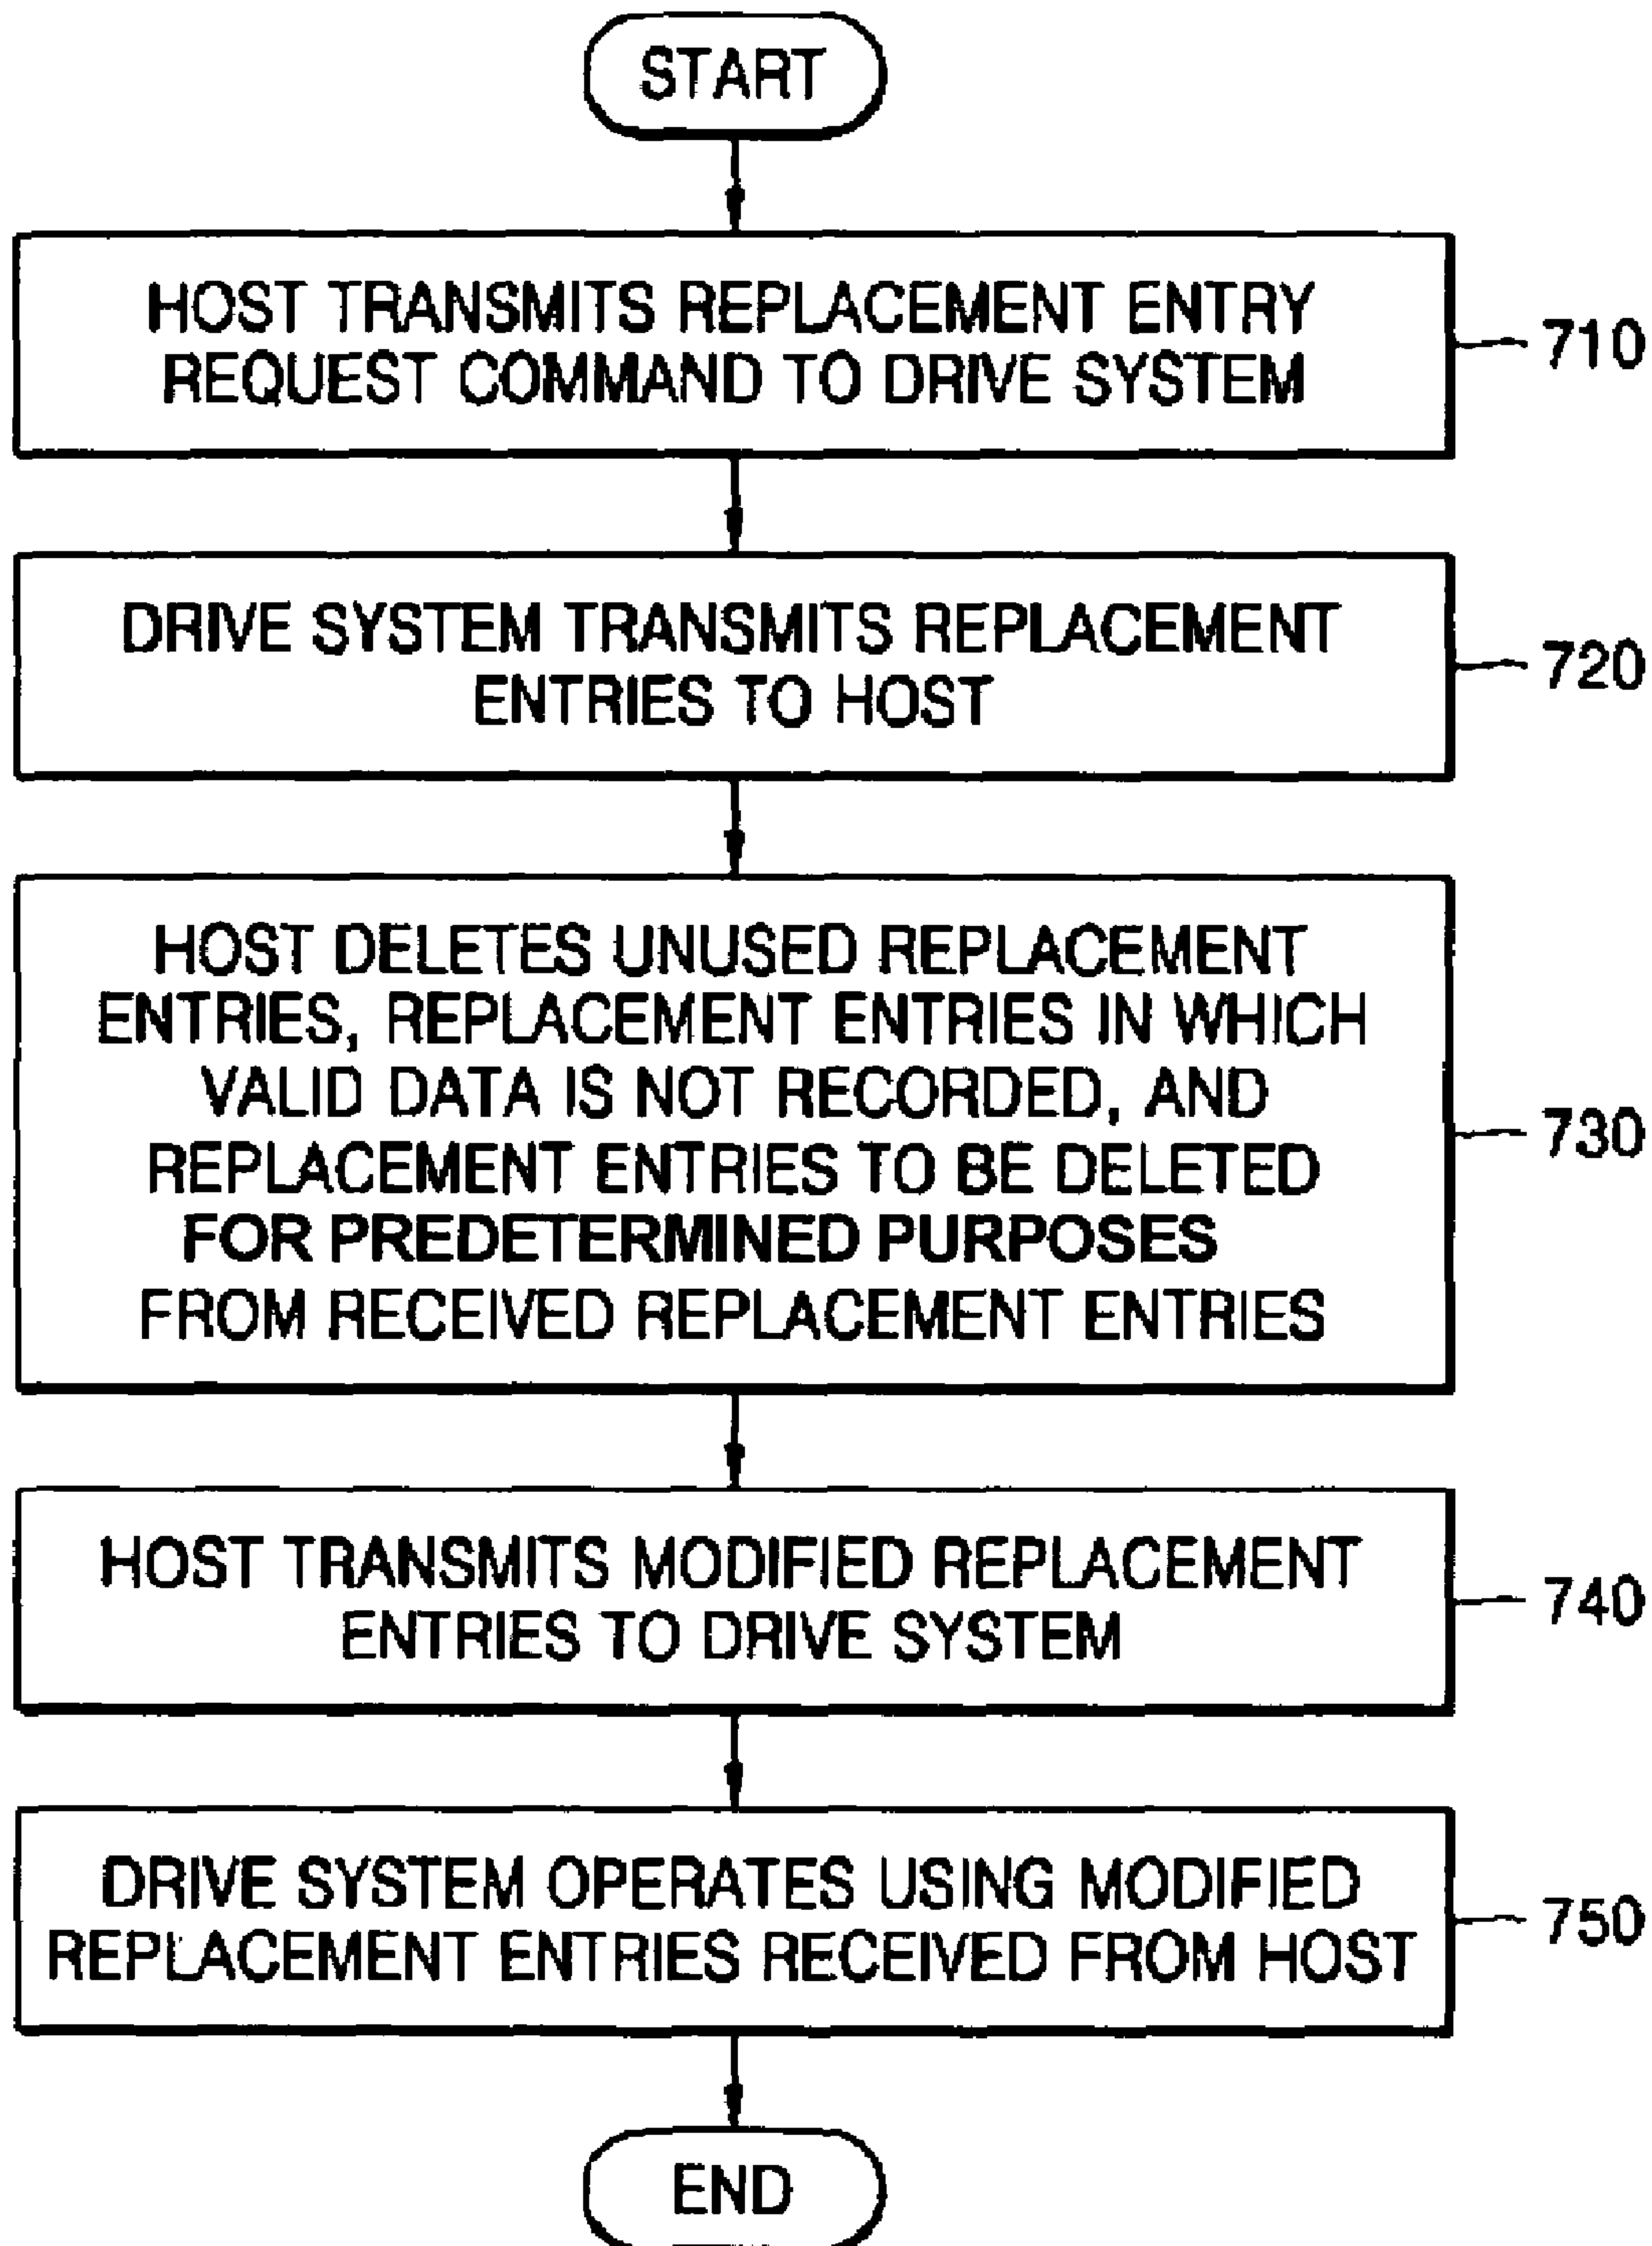 START
HOST TRANSMITS REPLACEMENT ENTRY
REQUEST COMMAND TO DRIVE SYSTEM
710
DRIVE SYSTEM TRANSMITS REPLACEMENT
ENTRIES TO HOST
720
HOST DELETES UNUSED REPLACEMENT
ENTRIES, REPLACEMENT ENTRIES IN WHICH
VALID DATA IS NOT RECORDED, AND
REPLACEMENT ENTRIES TO BE DELETED
FOR PREDETERMINED PURPOSES
FROM RECEIVED REPLACEMENT ENTRIES
730
HOST TRANSMITS MODIFIED REPLACEMENT
ENTRIES TO DRIVE SYSTEM
740
DRIVE SYSTEM OPERATES USING MODIFIED
REPLACEMENT ENTRIES RECEIVED FROM HOST
750
END